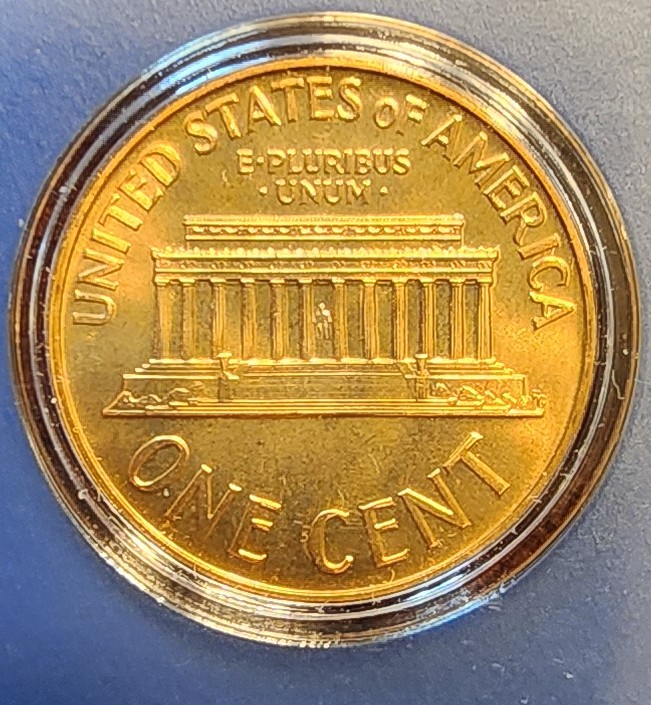 UNITED STATES OF AMERICA
E·PLURIBUS
·UNUM·
ONE CENT